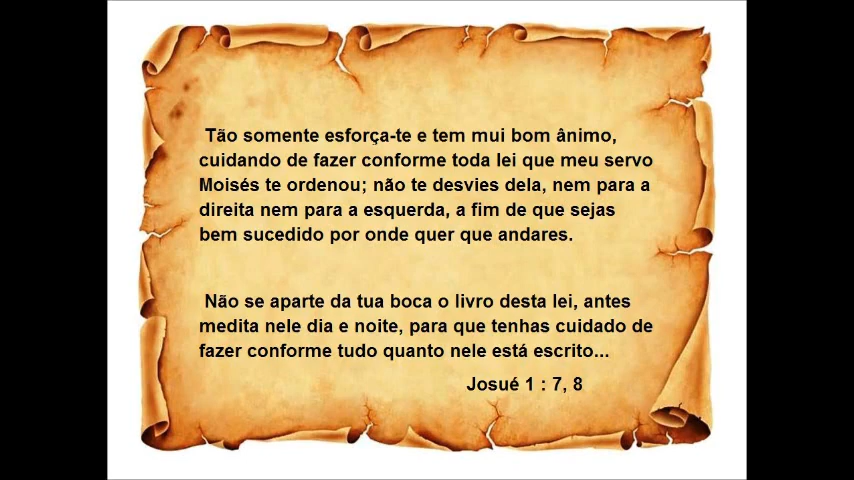 Tão somente esforça-te e tem mui bom ânimo,
cuidando de fazer conforme toda lei que meu servo
Moisés te ordenou; não te desvies dela, nem para a
direita nem para a esquerda, a fim de que sejas
bem sucedido por onde quer que andares.
Não se aparte da tua boca o livro desta lei, antes
medita nele dia e noite, para que tenhas cuidado de
fazer conforme tudo quanto nele está escrito...
Josué 1 : 7, 8